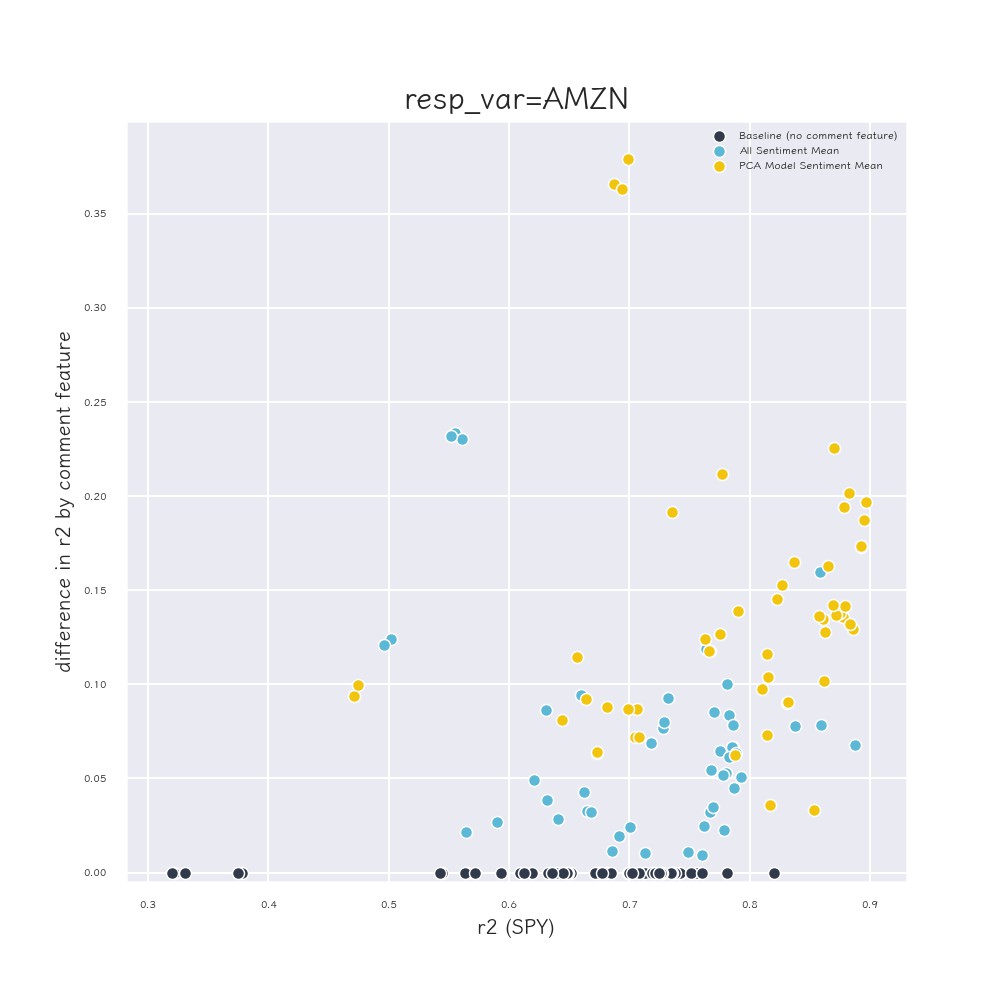 resp_var=AMZN
Baseline (no comment feature)
All Sentiment Mean
PCA Model Sentiment Mean
difference in r2 by comment feature
0.35
0.30
0.25
0.20
0.15
0.10
0.05
0.00
0.3 0.4 0.5 0.6 0.7 0.8 0.9
r2 (SPY)